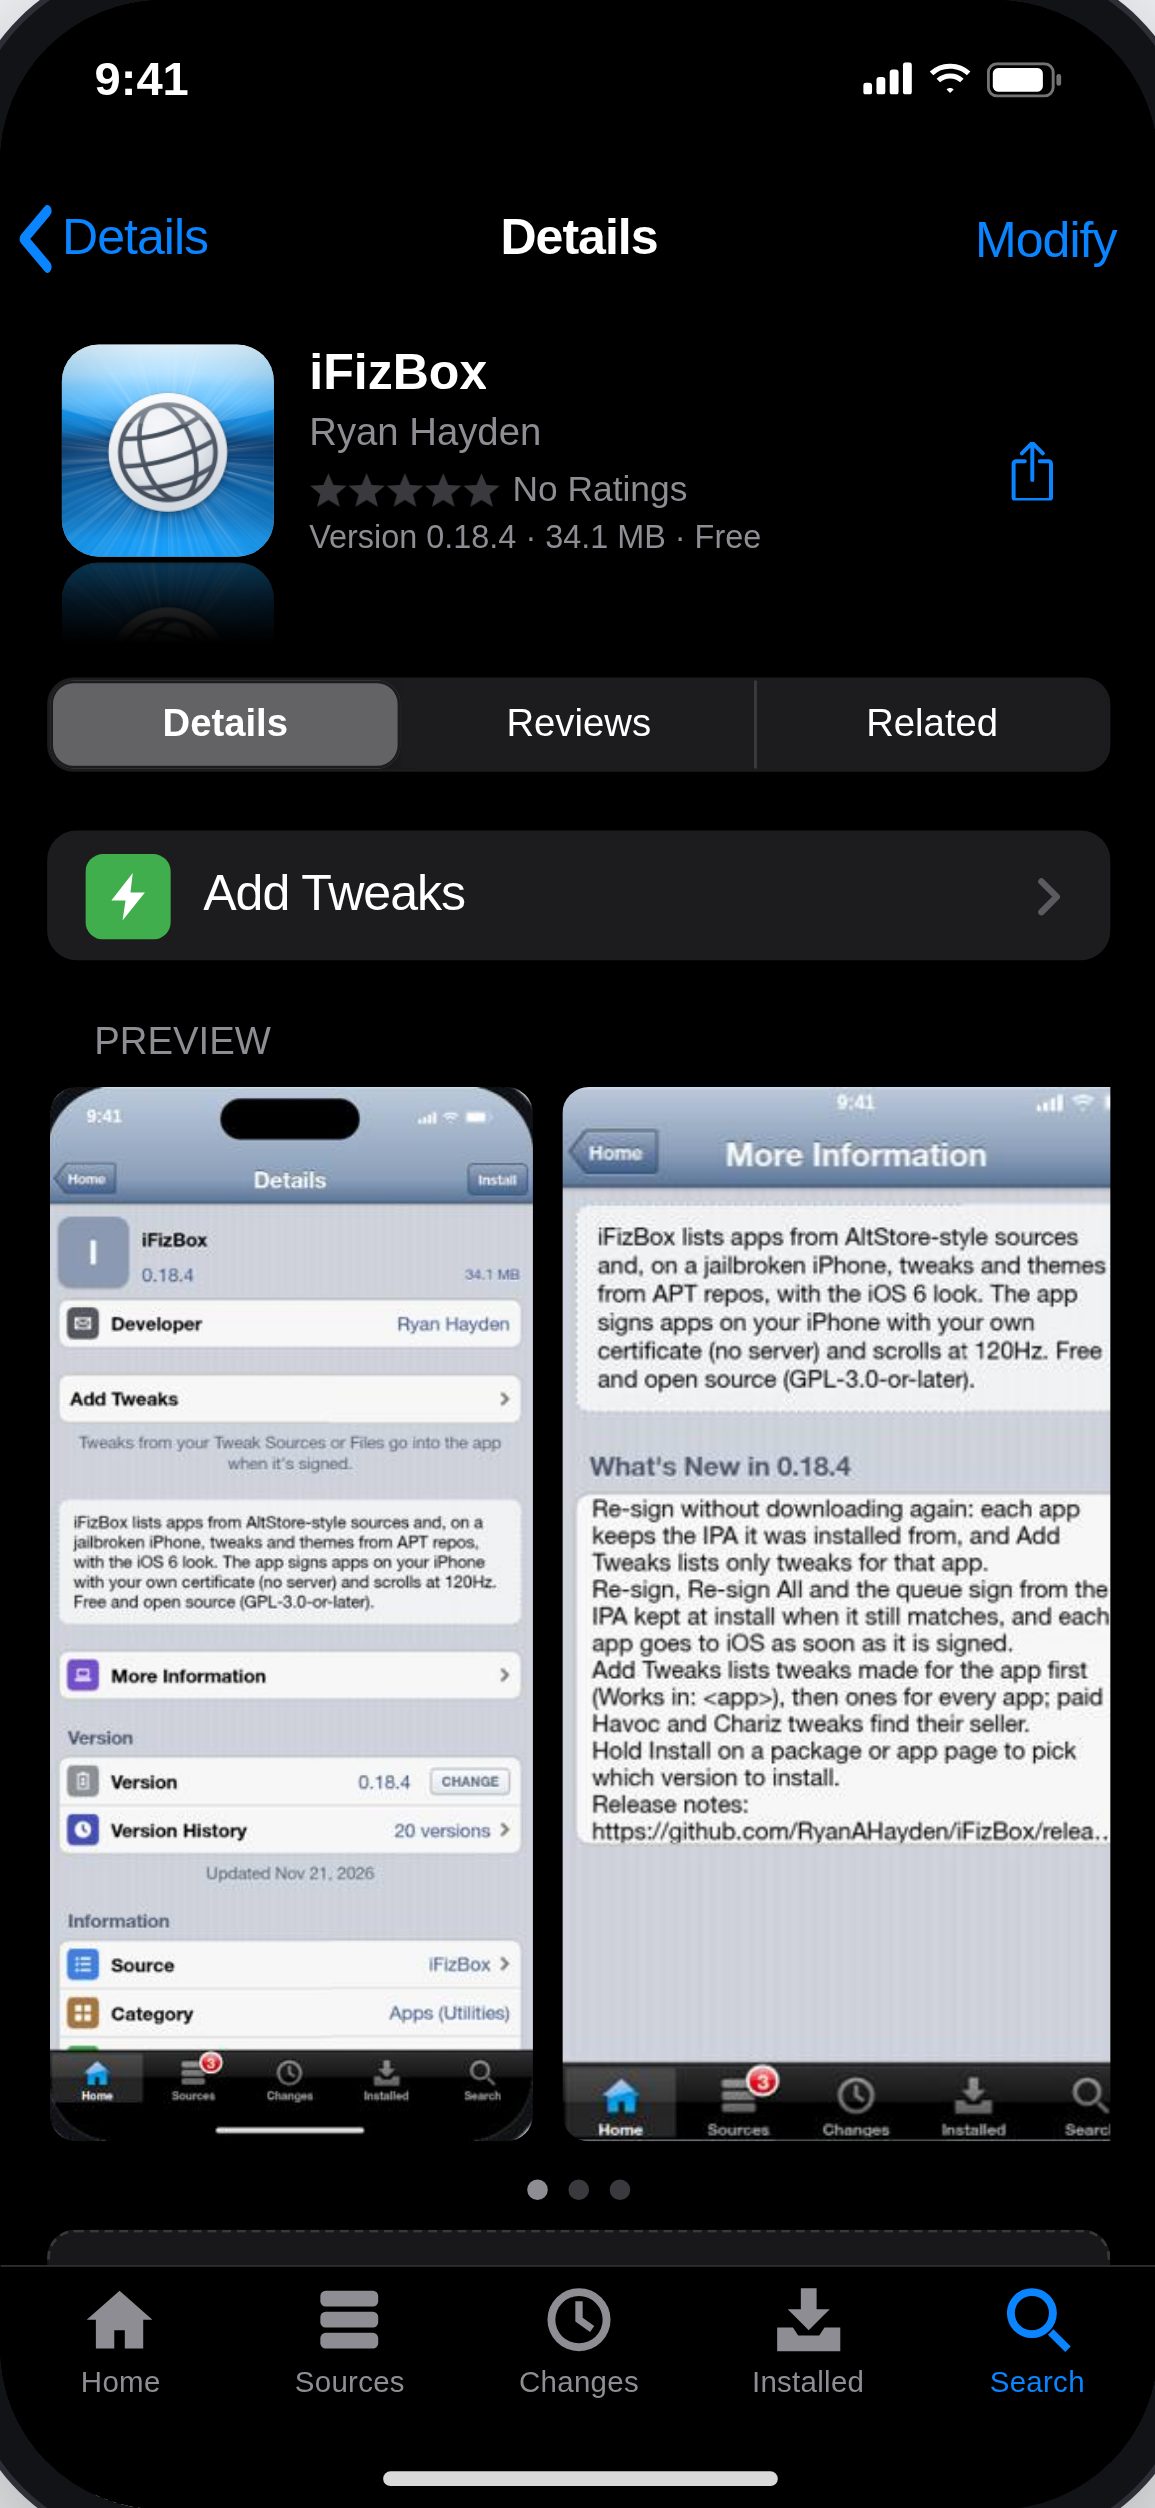 9:41
Details
Details
Modify
iFizBox
Ryan Hayden
No Ratings
Version 0.18.4 · 34.1 MB · Free
Details
Reviews
Related
Add Tweaks
PREVIEW
9:41
Home
Details
Install
I
iFizBox
0.18.4
34.1 MB
Developer
Ryan Hayden
Add Tweaks
Tweaks from your Tweak Sources or Files go into the app
when it's signed.
iFizBox lists apps from AltStore-style sources and, on a
jailbroken iPhone, tweaks and themes from APT repos,
with the iOS 6 look. The app signs apps on your iPhone
with your own certificate (no server) and scrolls at 120Hz.
Free and open source (GPL-3.0-or-later).
More Information
Version
Version
0.18.4
CHANGE
Version History
20 versions
Updated Nov 21, 2026
Information
Source
iFizBox
Category
Apps (Utilities)
3
Home
Sources
Changes
Installed
Search
9:41
Home
More Information
iFizBox lists apps from AltStore-style sources
and, on a jailbroken iPhone, tweaks and themes
from APT repos, with the iOS 6 look. The app
signs apps on your iPhone with your own
certificate (no server) and scrolls at 120Hz. Free
and open source (GPL-3.0-or-later).
What's New in 0.18.4
Re-sign without downloading again: each app
keeps the IPA it was installed from, and Add
Tweaks lists only tweaks for that app.
Re-sign, Re-sign All and the queue sign from the
IPA kept at install when it still matches, and each
app goes to iOS as soon as it is signed.
Add Tweaks lists tweaks made for the app first
(Works in: <app>), then ones for every app; paid
Havoc and Chariz tweaks find their seller.
Hold Install on a package or app page to pick
which version to install.
Release notes:
https://github.com/RyanAHayden/iFizBox/relea…
3
Home
Sources
Changes
Installed
Search
Home
Sources
Changes
Installed
Search